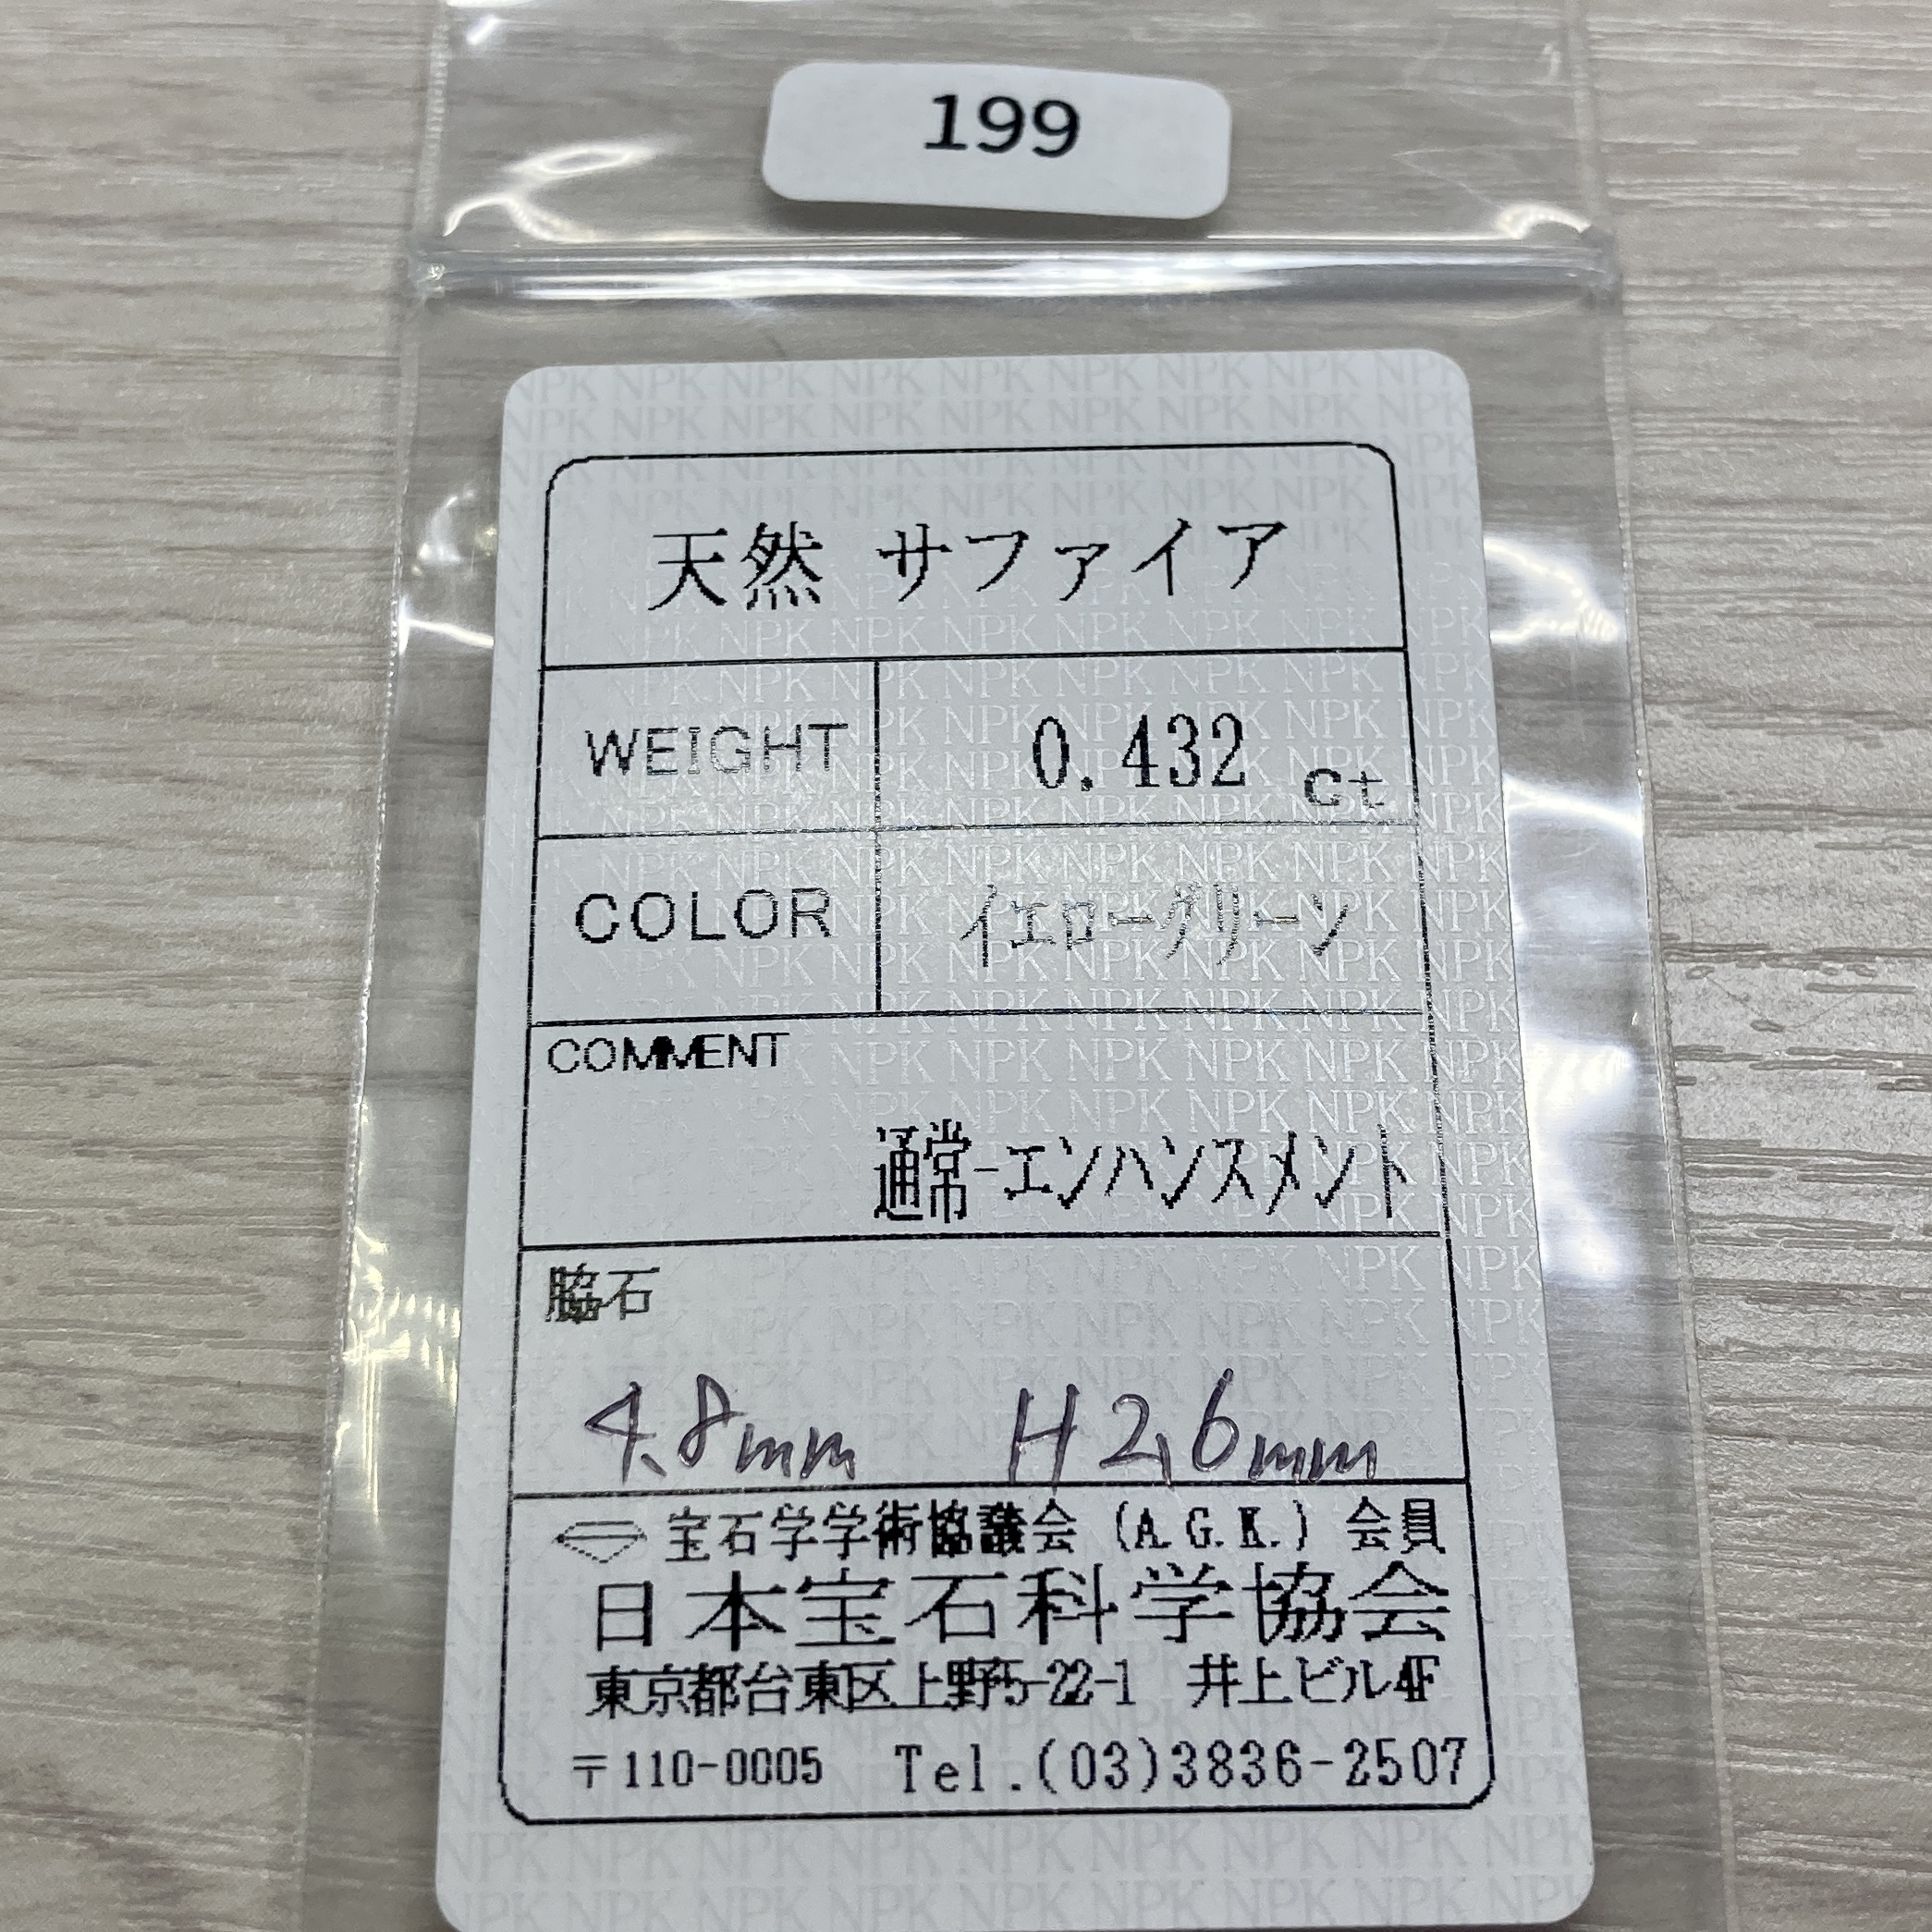 199
天然 サファイア
WEIGHT 0.432 ct
COLOR イエローグリーン
COMMENT
通常-エンハンスメント
脇石
4.8mm H2.6mm
宝石学学術協議会 (A.G.K.) 会員
日本宝石科学協会
東京都台東区上野5-22-1 井上ビル4F
〒110-0005 Tel.(03)3836-2507